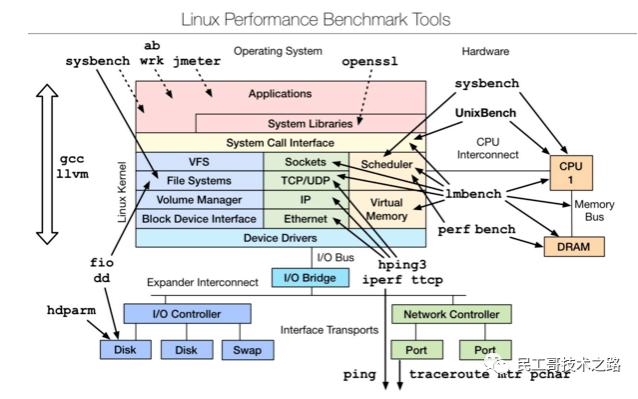 Linux Performance Benchmark Tools
Operating System
Hardware
ab
sysbench wrk jmeter
openssl
sysbench
UnixBench
Applications
System Libraries
System Call Interface
CPU
Interconnect
gcc
llvm
Linux Kernel
VFS
Sockets
Scheduler
File Systems
TCP/UDP
Volume Manager
IP
Virtual
Memory
Block Device Interface
Ethernet
Device Drivers
CPU
1
lmbench
Memory
Bus
perf bench
DRAM
I/O Bus
fio
dd
hping3
iperf ttcp
Expander Interconnect
I/O Bridge
hdparm
I/O Controller
Interface Transports
Network Controller
Disk
Disk
Swap
Port
Port
ping
traceroute mtr pchar
民工哥技术之路